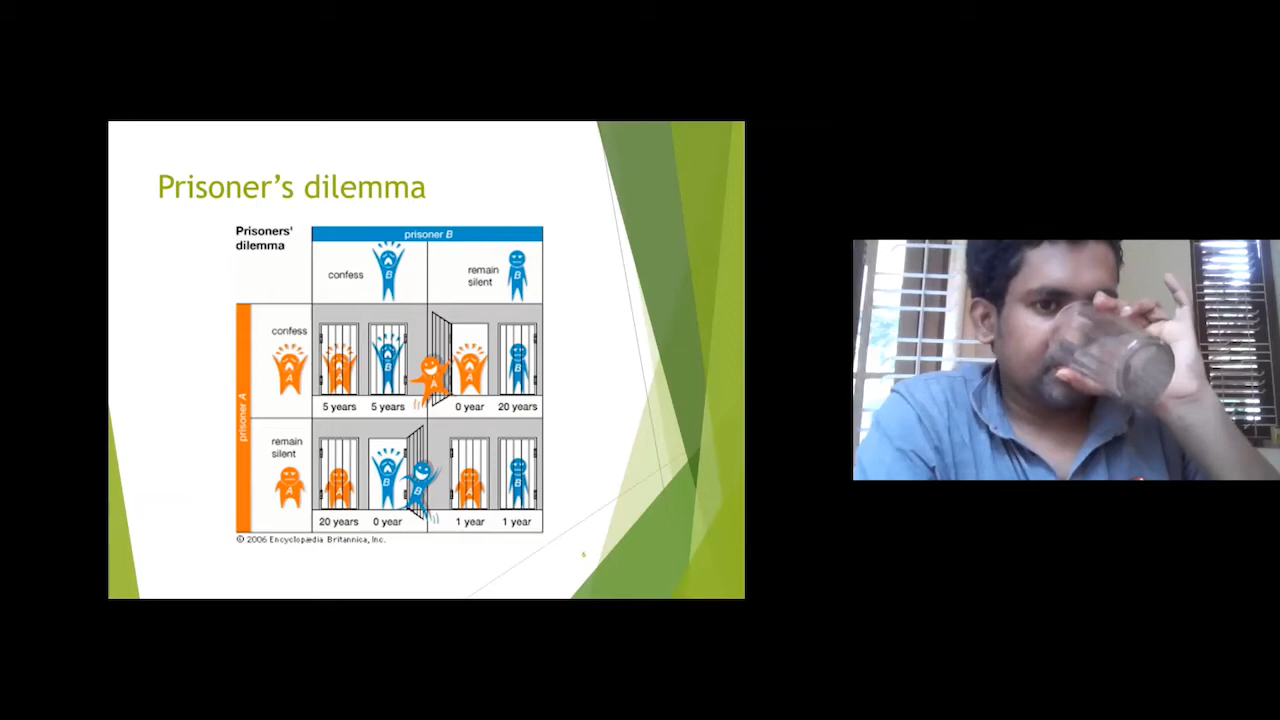 Prisoner's dilemma
Prisoners'
dilemma
prisoner B
confess
B
remain
silent
B
prisoner A
confess
A
A
B
A
A
B
5 years
5 years
0 year
20 years
remain
silent
A
A
B
B
A
B
20 years
0 year
1 year
1 year
© 2006 Encyclopædia Britannica, Inc.
6